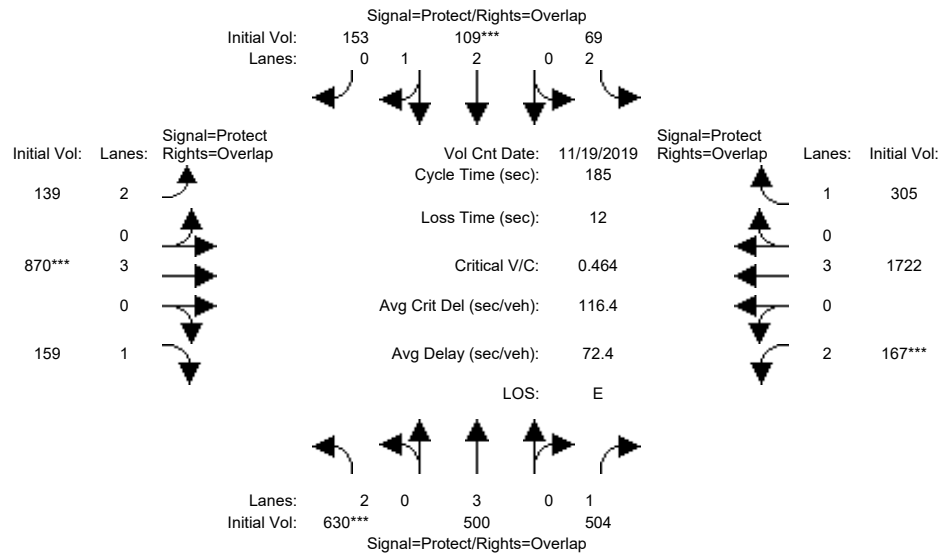 Signal=Protect/Rights=Overlap
Initial Vol: 153 109*** 69
Lanes: 0 1 2 0 2
Signal=Protect
Rights=Overlap
Initial Vol: Lanes:
Vol Cnt Date: 11/19/2019
Signal=Protect
Rights=Overlap
Lanes: Initial Vol:
Cycle Time (sec): 185
139 2
1 305
Loss Time (sec): 12
0
0
870*** 3
Critical V/C: 0.464
3 1722
0
Avg Crit Del (sec/veh): 116.4
0
159 1
Avg Delay (sec/veh): 72.4
2 167***
LOS: E
Lanes: 2 0 3 0 1
Initial Vol: 630*** 500 504
Signal=Protect/Rights=Overlap